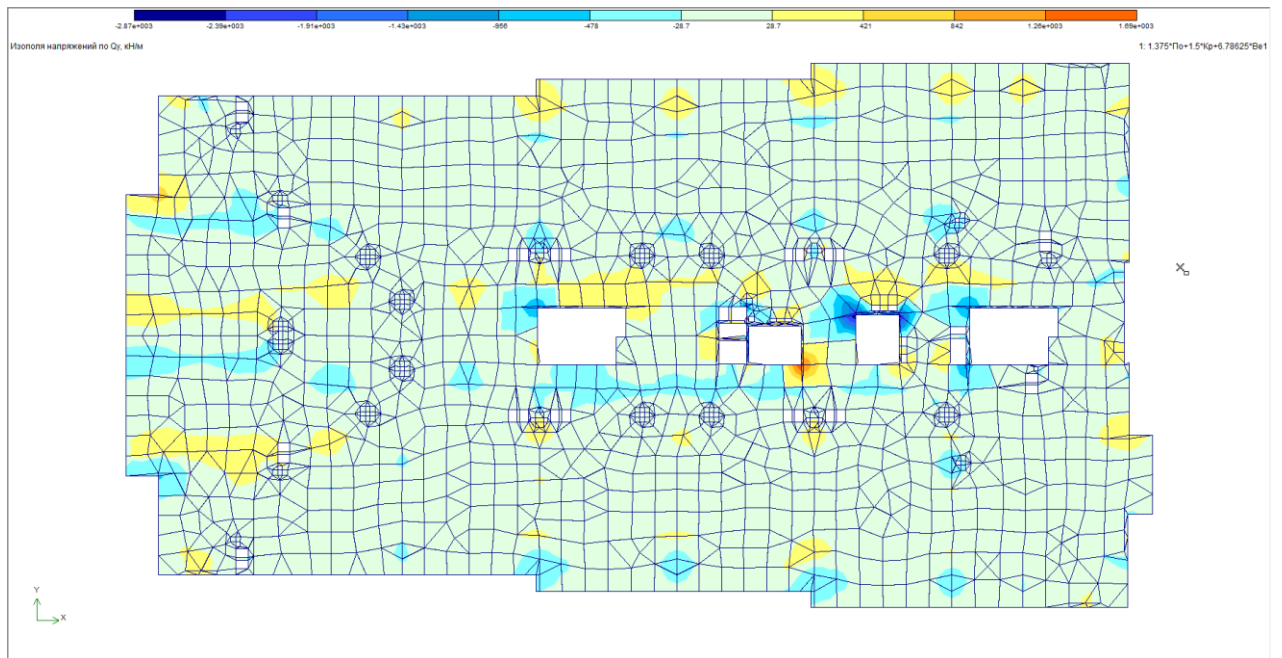 -2.87e+003 -2.39e+003 -1.91e+003 -1.43e+003 -956 -478 -28.7 28.7 421 842 1.26e+003 1.69e+003
Изополя напряжений по Qy, кН/м
1: 1.375*По+1.5*Кр+6.78625*Ве1
Y
X